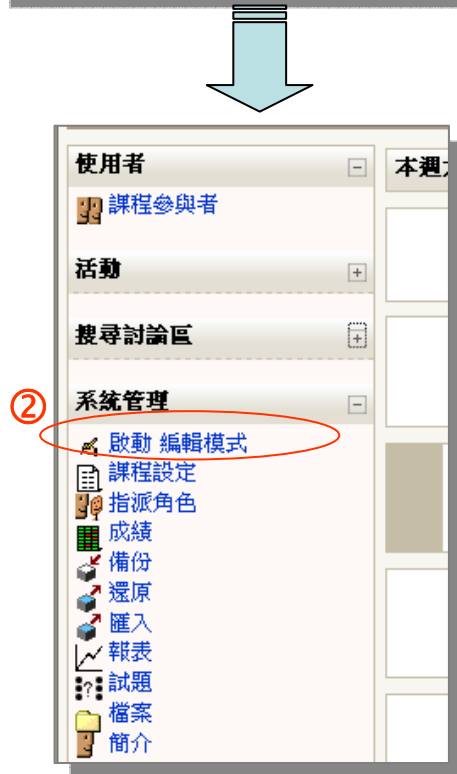 使用者
本週
課程參與者
活動
搜尋討論區
②
系統管理
啟動 編輯模式
課程設定
指派角色
成績
備份
還原
匯入
報表
試題
檔案
簡介